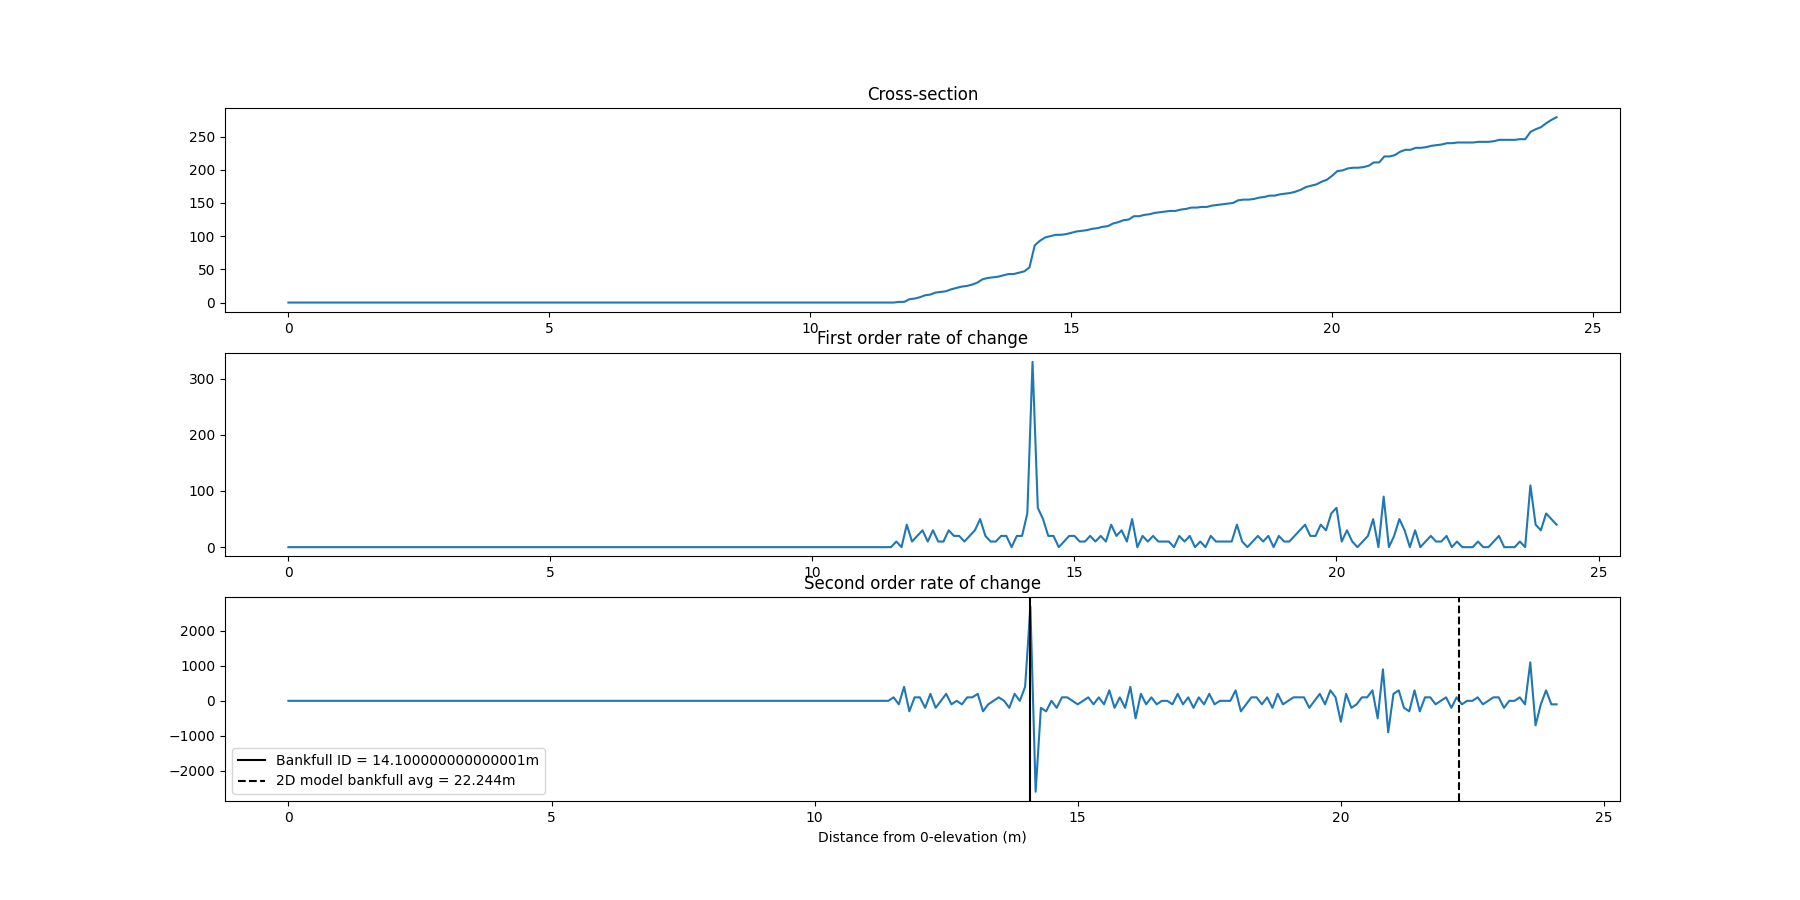 Cross-section
250
200
150
100
50
0
0 5 10 15 20 25
First order rate of change
300
200
100
0
0 5 10 15 20 25
Second order rate of change
2000
1000
0
−1000
−2000
Bankfull ID = 14.100000000000001m
2D model bankfull avg = 22.244m
0 5 10 15 20 25
Distance from 0-elevation (m)